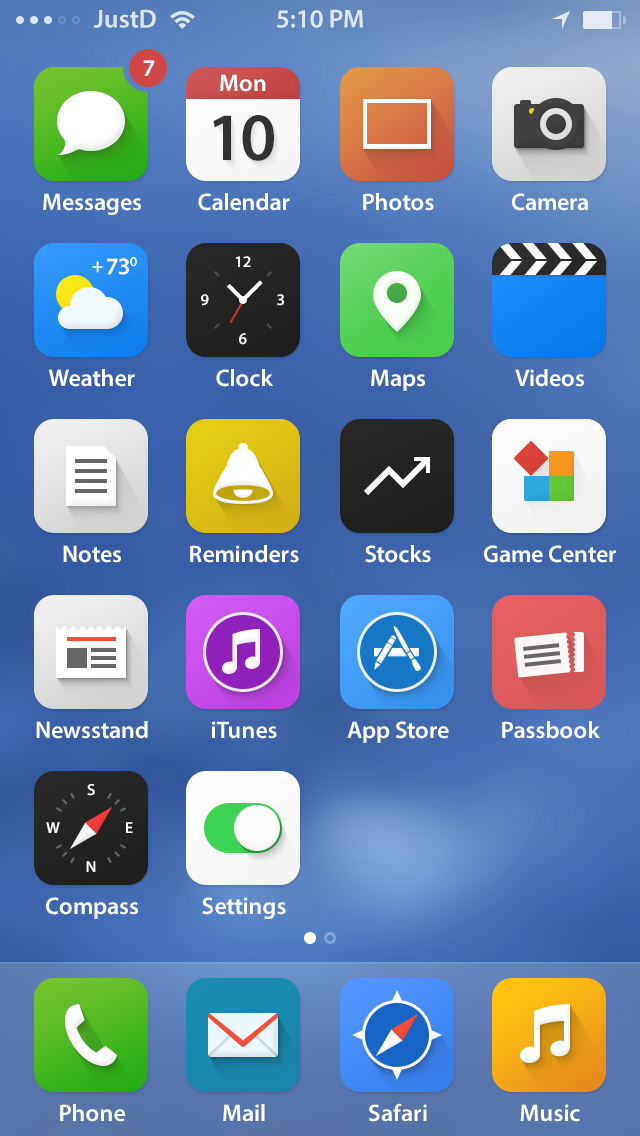 JustD 5:10 PM
7
Mon
10
Messages Calendar Photos Camera
+73⁰
12
9 3
6
Weather Clock Maps Videos
Notes Reminders Stocks Game Center
Newsstand iTunes App Store Passbook
S
W E
N
Compass Settings
Phone Mail Safari Music